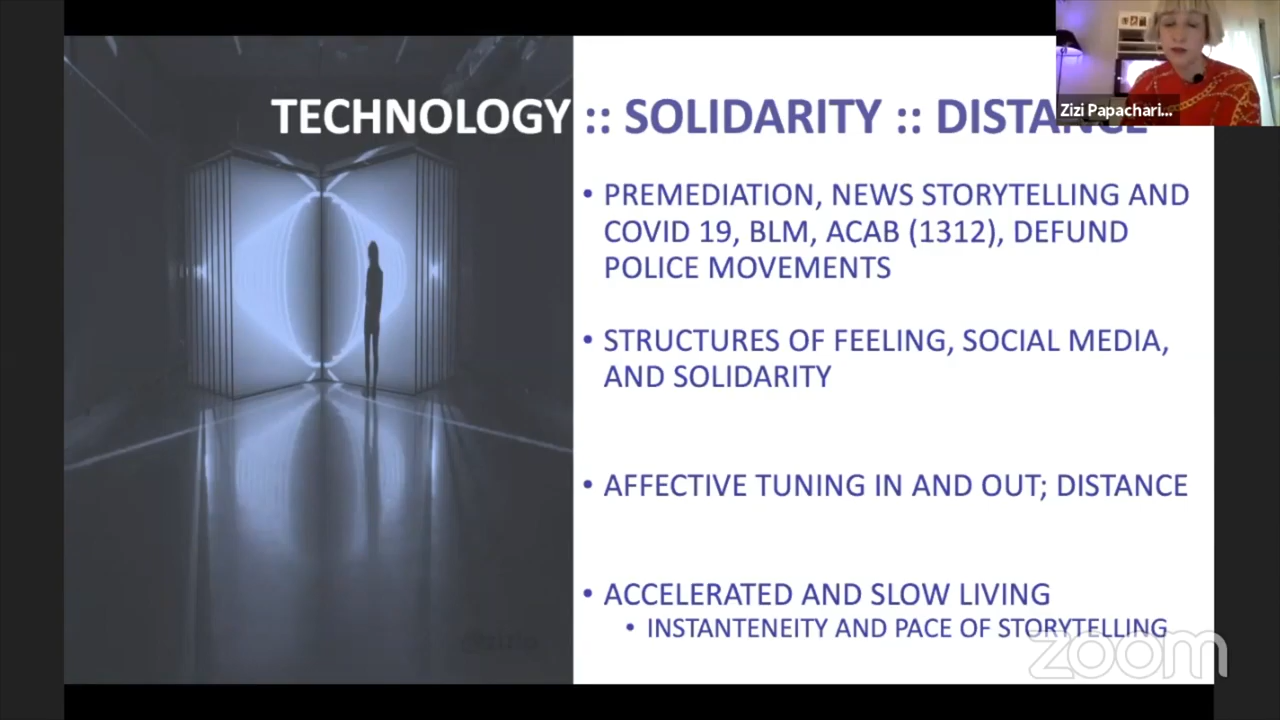 TECHNOLOGY :: SOLIDARITY :: DISTANCE
Zizi Papachari...
• PREMEDIATION, NEWS STORYTELLING AND
COVID 19, BLM, ACAB (1312), DEFUND
POLICE MOVEMENTS
• STRUCTURES OF FEELING, SOCIAL MEDIA,
AND SOLIDARITY
• AFFECTIVE TUNING IN AND OUT; DISTANCE
• ACCELERATED AND SLOW LIVING
• INSTANTENEITY AND PACE OF STORYTELLING
zoom